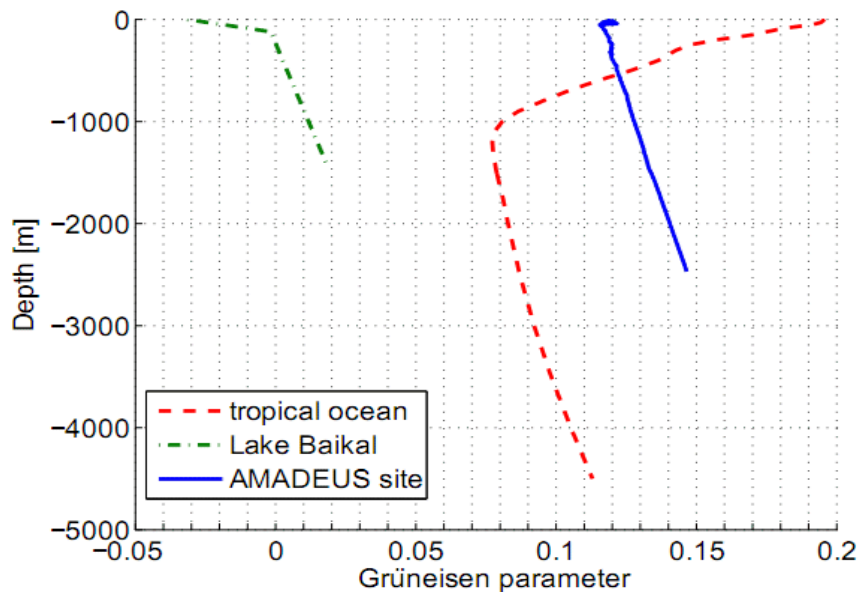 0
−1000
−2000
−3000
−4000
−5000
Depth [m]
tropical ocean
Lake Baikal
AMADEUS site
−0.05 0 0.05 0.1 0.15 0.2
Grüneisen parameter